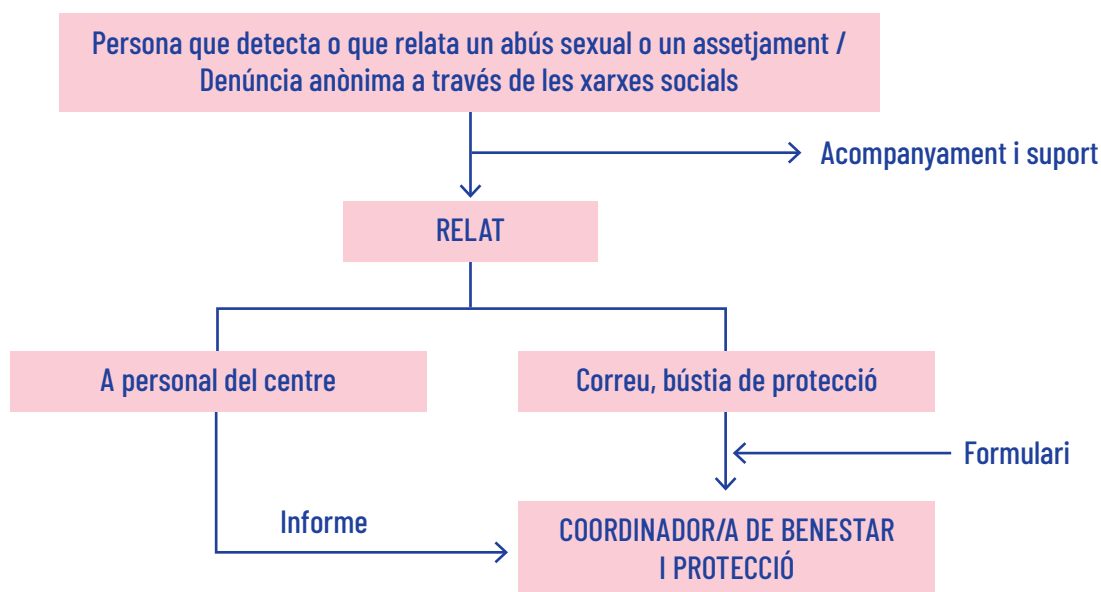 Persona que detecta o que relata un abús sexual o un assetjament /
Denúncia anònima a través de les xarxes socials
Acompanyament i suport
RELAT
A personal del centre
Correu, bústia de protecció
Formulari
Informe
COORDINADOR/A DE BENESTAR
I PROTECCIÓ